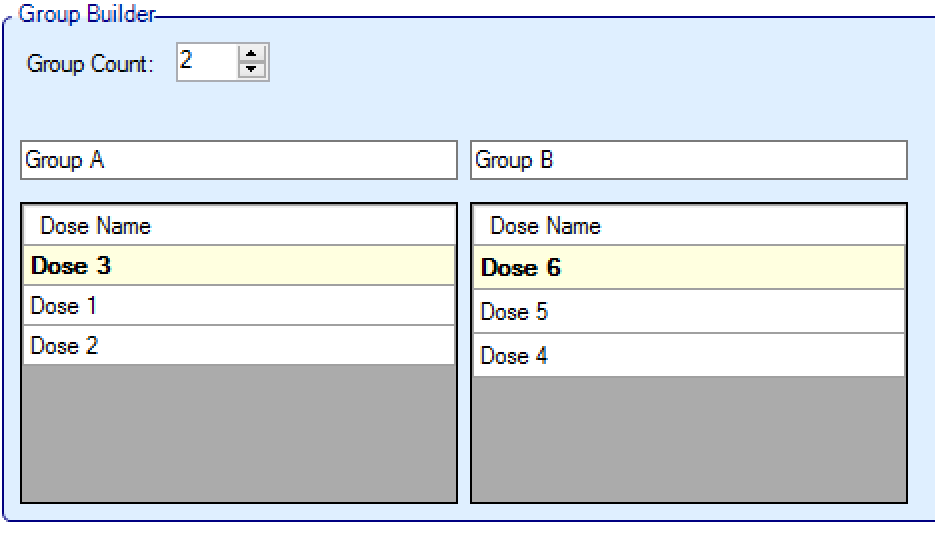 Group Builder
Group Count: 2
Group A
Group B
Dose Name
Dose 3
Dose 1
Dose 2
Dose Name
Dose 6
Dose 5
Dose 4